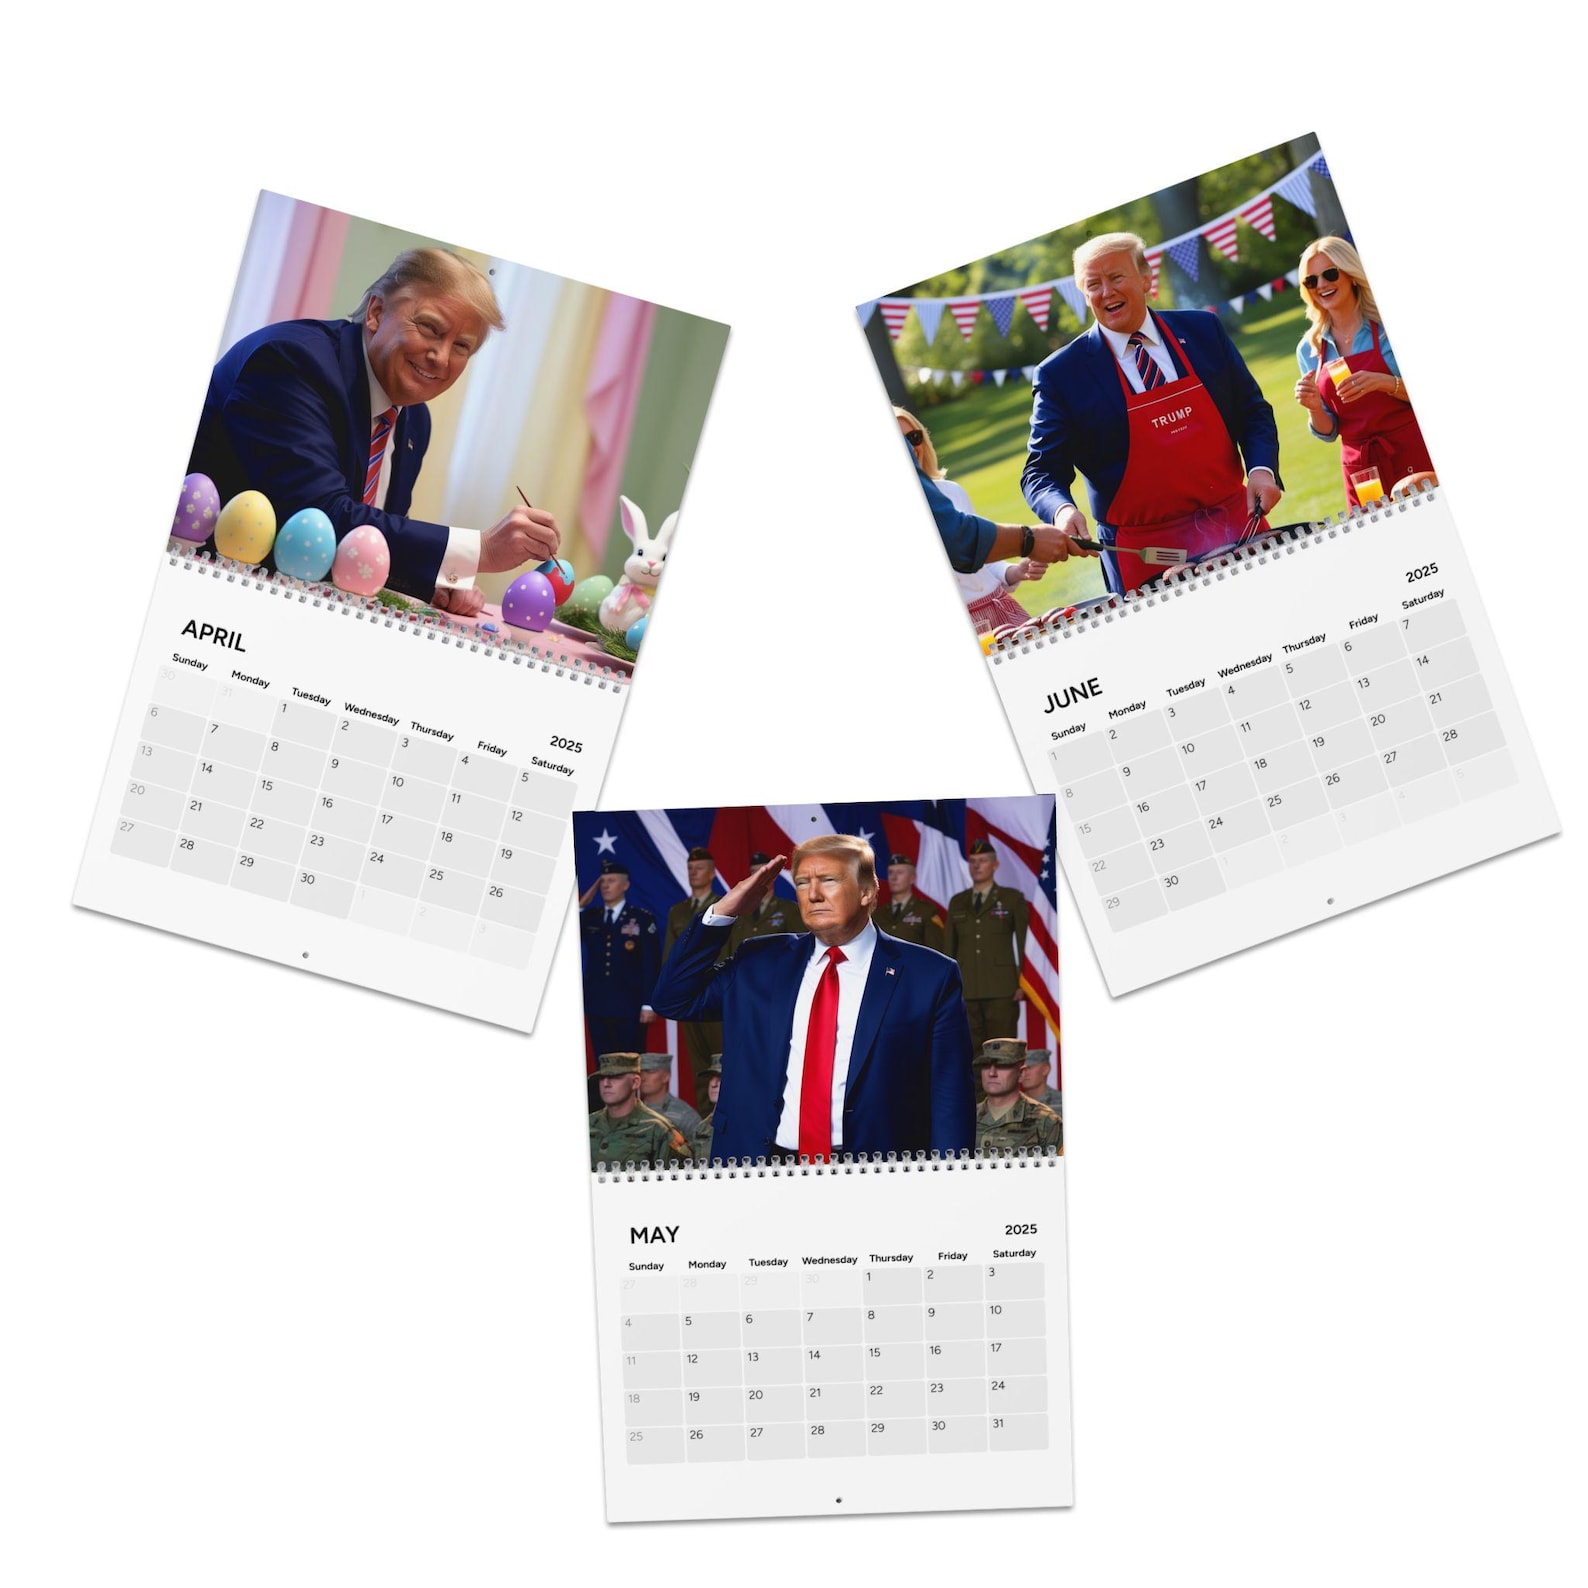 APRIL
2025
Sunday Monday Tuesday Wednesday Thursday Friday Saturday
30 31 1 2 3 4 5
6 7 8 9 10 11 12
13 14 15 16 17 18 19
20 21 22 23 24 25 26
27 28 29 30 1 2 3
TRUMP
JUNE
2025
Sunday Monday Tuesday Wednesday Thursday Friday Saturday
1 2 3 4 5 6 7
8 9 10 11 12 13 14
15 16 17 18 19 20 21
22 23 24 25 26 27 28
29 30 1 2 3 4 5
MAY
2025
Sunday Monday Tuesday Wednesday Thursday Friday Saturday
27 28 29 30 1 2 3
4 5 6 7 8 9 10
11 12 13 14 15 16 17
18 19 20 21 22 23 24
25 26 27 28 29 30 31